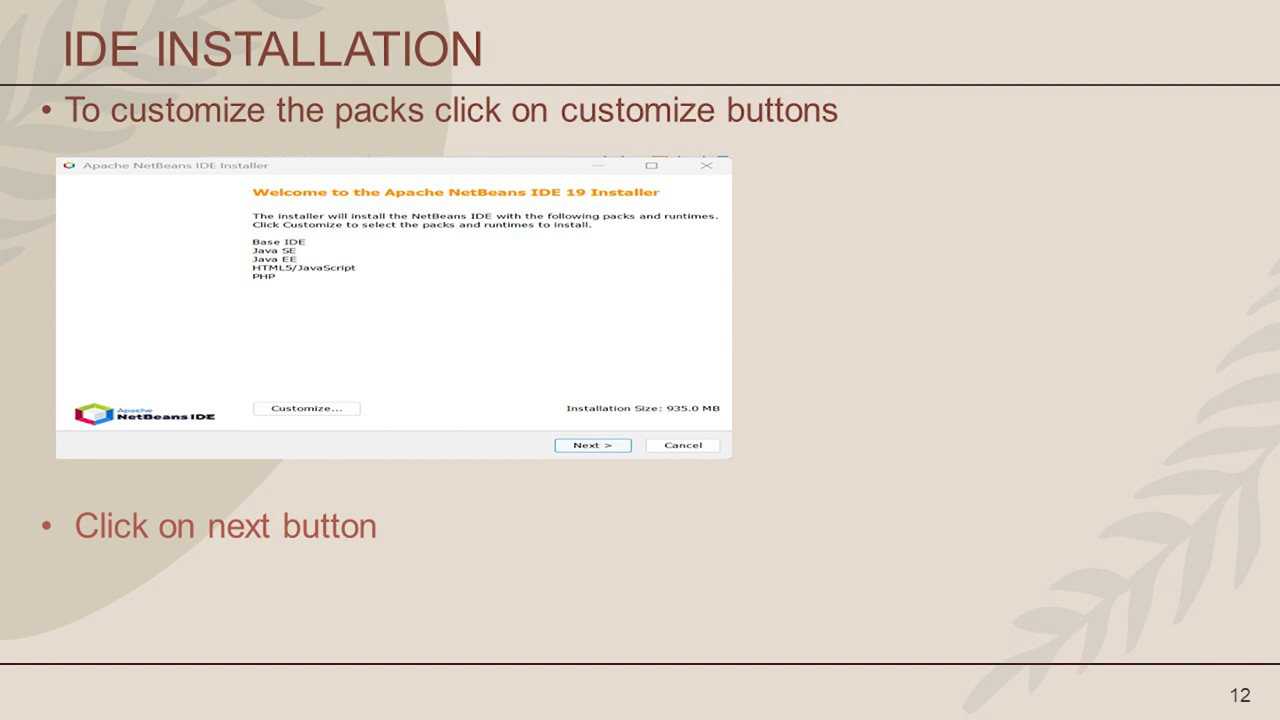 IDE INSTALLATION
• To customize the packs click on customize buttons
Apache NetBeans IDE Installer
Welcome to the Apache NetBeans IDE 19 Installer
The installer will install the NetBeans IDE with the following packs and runtimes.
Click Customize to select the packs and runtimes to install.
Base IDE
Java SE
Java EE
HTML5/JavaScript
PHP
Apache
NetBeans IDE
Customize...
Installation Size: 935.0 MB
Next >
Cancel
• Click on next button
12